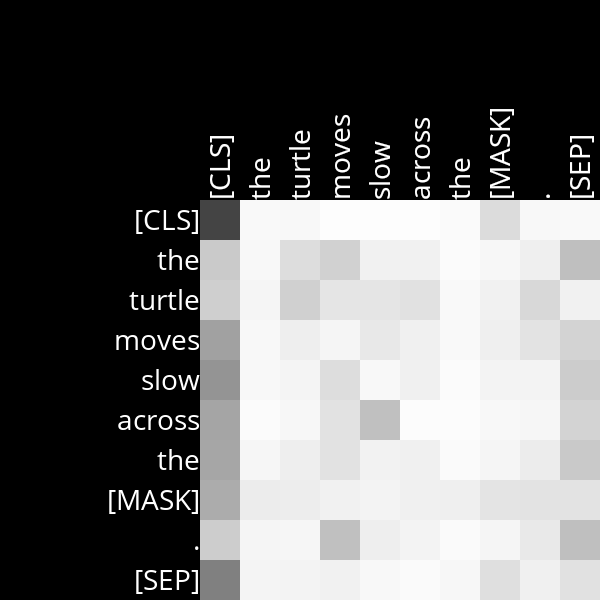 [CLS] the turtle moves slow across the [MASK] . [SEP]
[CLS]
the
turtle
moves
slow
across
the
[MASK]
.
[SEP]